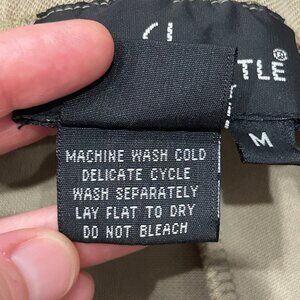 TLE®
M
MACHINE WASH COLD
DELICATE CYCLE
WASH SEPARATELY
LAY FLAT TO DRY
DO NOT BLEACH